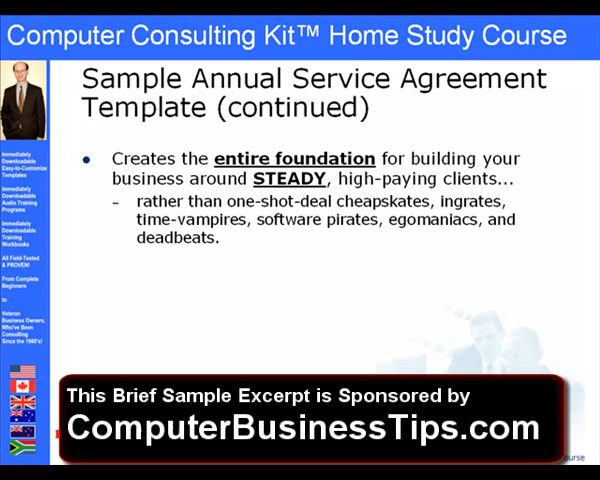 Computer Consulting Kit™ Home Study Course
Sample Annual Service Agreement
Template (continued)
Immediately
Downloadable
Easy-to-Customize
Templates
Immediately
Downloadable
Audio Training
Programs
Immediately
Downloadable
Training
Workbooks
All Field-Tested
& PROVEN!
From Complete
Beginners
to
Veteran
Business Owners,
Who've Been
Consulting
Since the 1980's!
• Creates the entire foundation for building your
business around STEADY, high-paying clients…
– rather than one-shot-deal cheapskates, ingrates,
time-vampires, software pirates, egomaniacs, and
deadbeats.
This Brief Sample Excerpt is Sponsored by
ComputerBusinessTips.com
ourse